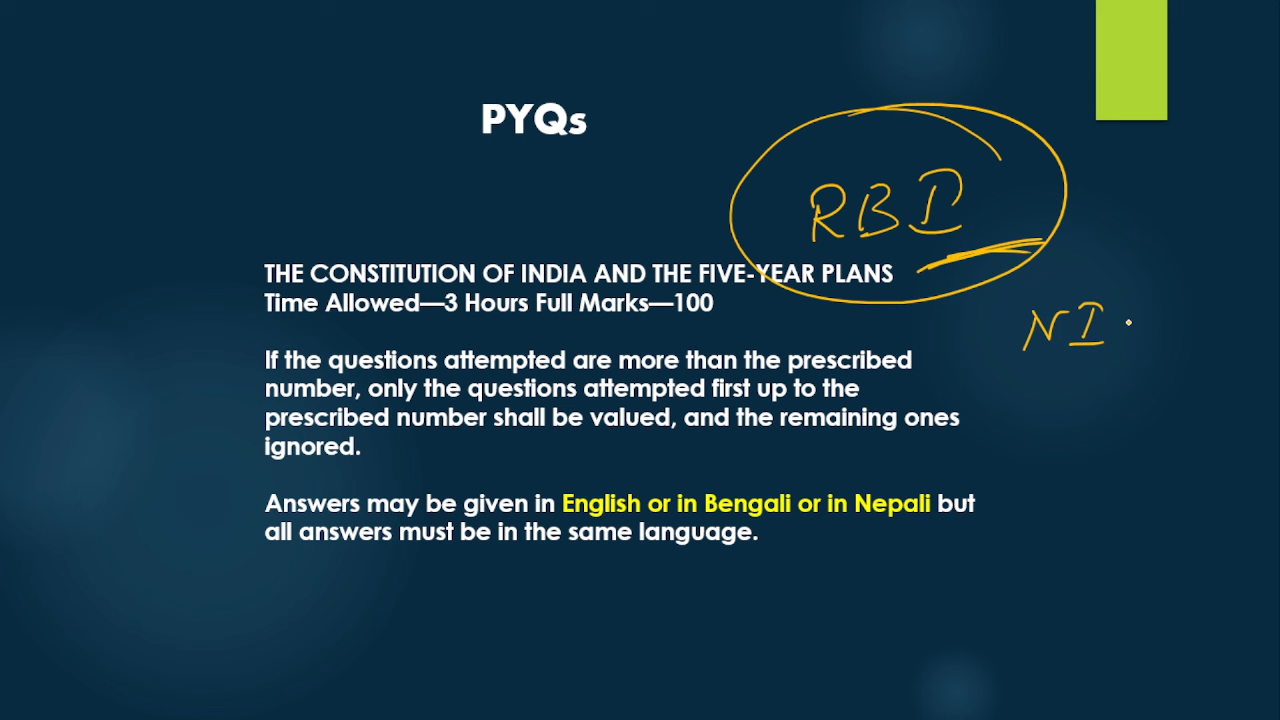 PYQs
RBI
THE CONSTITUTION OF INDIA AND THE FIVE-YEAR PLANS
Time Allowed—3 Hours Full Marks—100
NI
If the questions attempted are more than the prescribed
number, only the questions attempted first up to the
prescribed number shall be valued, and the remaining ones
ignored.
Answers may be given in English or in Bengali or in Nepali but
all answers must be in the same language.